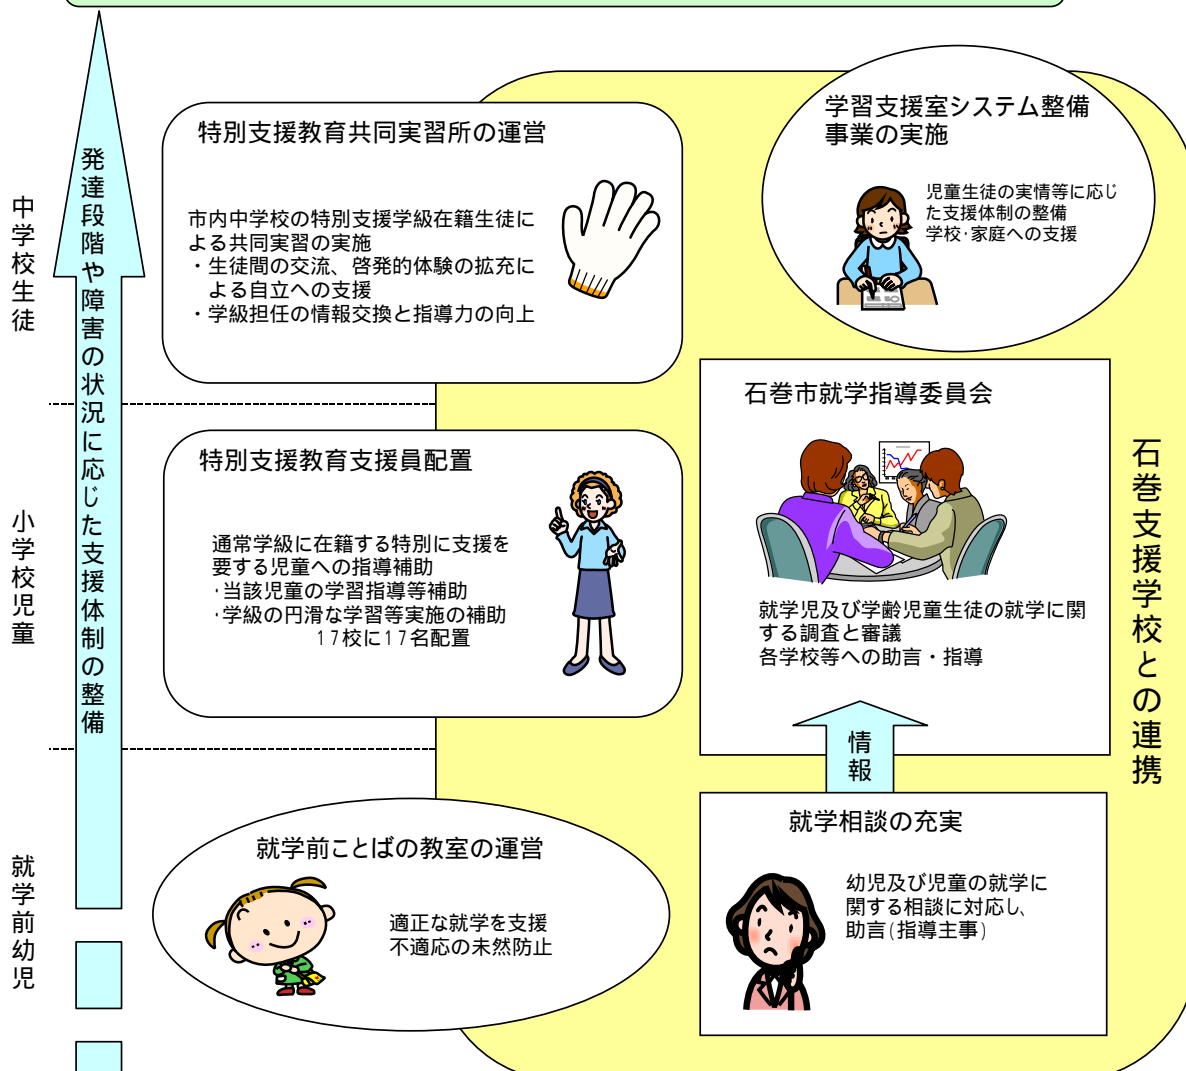 特別支援教育共同実習所の運営
市内中学校の特別支援学級在籍生徒に
よる共同実習の実施
・生徒間の交流、啓発的体験の拡充に
よる自立への支援
・学級担任の情報交換と指導力の向上
学習支援室システム整備
事業の実施
児童生徒の実情等に応じ
た支援体制の整備
学校・家庭への支援
中学校生徒
発達段階や障害の状況に応じた支援体制の整備
石巻市就学指導委員会
就学児及び学齢児童生徒の就学に関
する調査と審議
各学校等への助言・指導
特別支援教育支援員配置
通常学級に在籍する特別に支援を
要する児童への指導補助
・当該児童の学習指導等補助
・学級の円滑な学習等実施の補助
17校に17名配置
小学校児童
石巻支援学校との連携
情報
就学前ことばの教室の運営
適正な就学を支援
不適応の未然防止
就学相談の充実
幼児及び児童の就学に
関する相談に対応し、
助言(指導主事)
就学前幼児